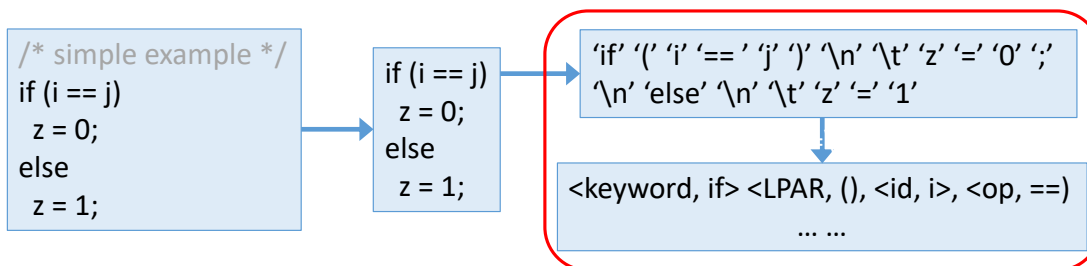 /* simple example */
if (i == j)
z = 0;
else
z = 1;
if (i == j)
z = 0;
else
z = 1;
‘if’ ‘(’ ‘i’ ‘== ’ ‘j’ ‘)’ ‘\n’ ‘\t’ ‘z’ ‘=’ ‘0’ ‘;’
‘\n’ ‘else’ ‘\n’ ‘\t’ ‘z’ ‘=’ ‘1’
<keyword, if> <LPAR, (), <id, i>, <op, ==)
… …